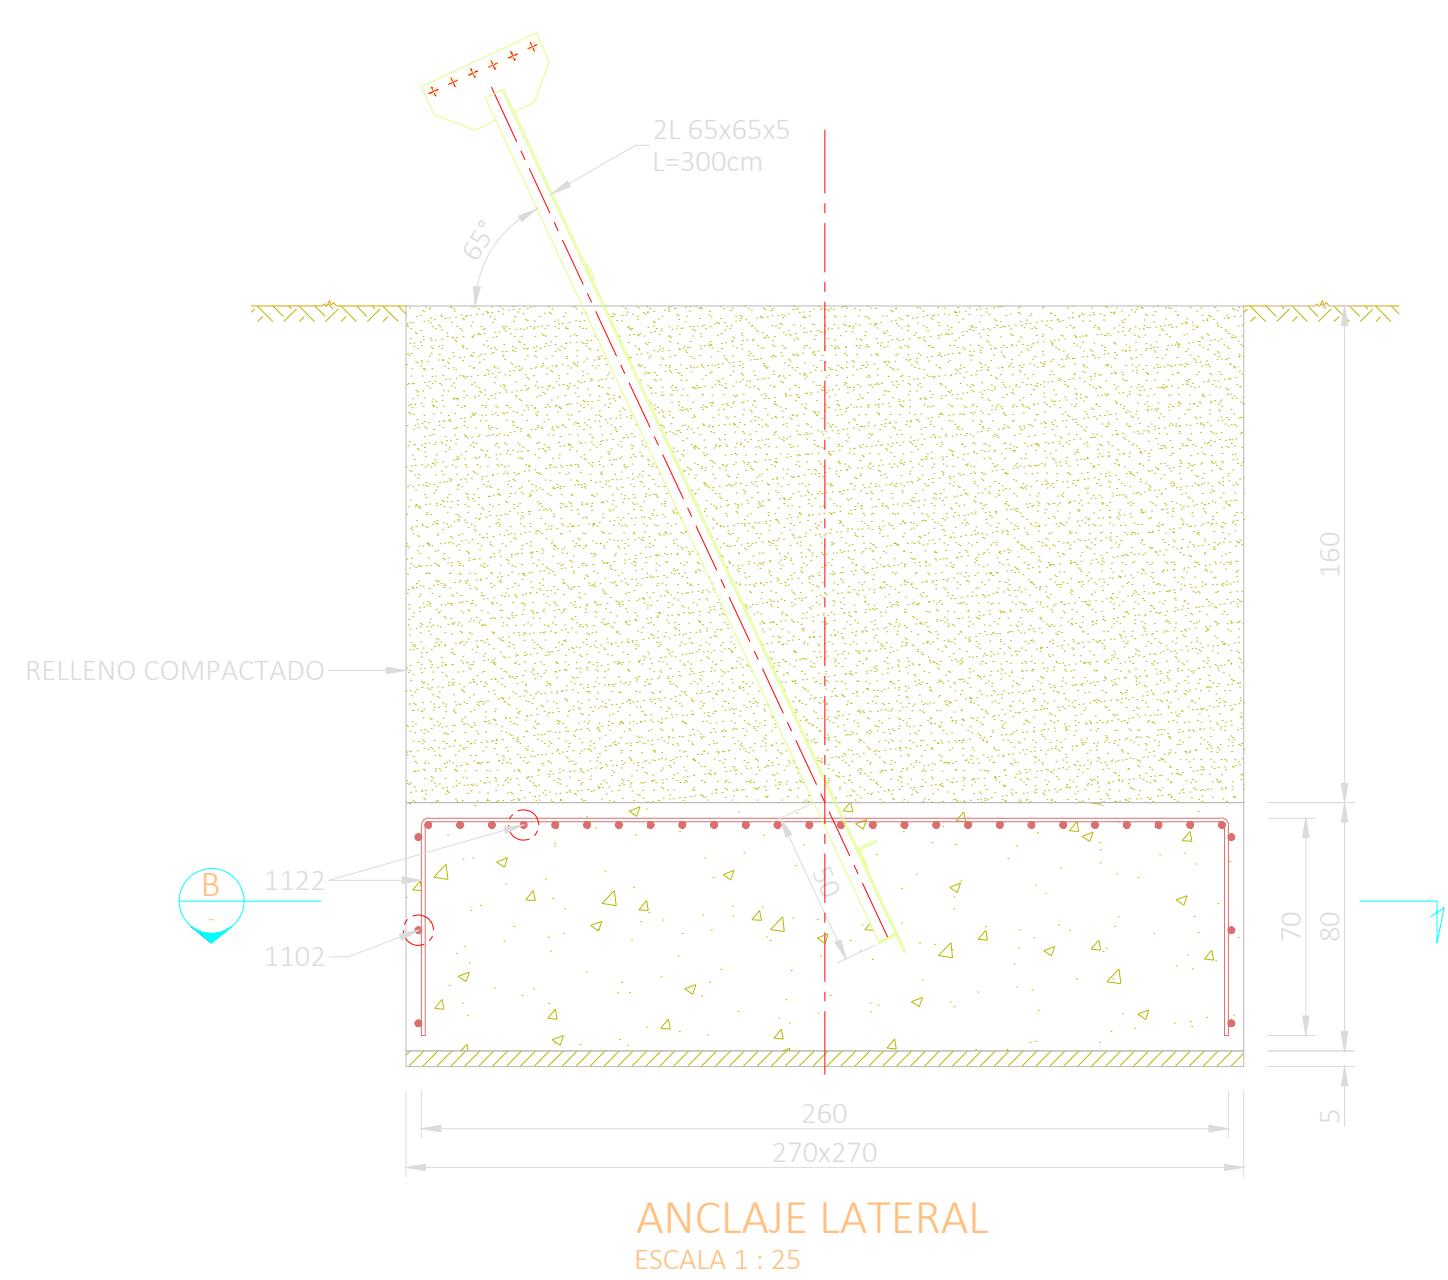 2L 65x65x5
L=300cm
65°
160
RELLENO COMPACTADO
50
1122
B
-
1102
70
80
5
260
270x270
ANCLAJE LATERAL
ESCALA 1 : 25